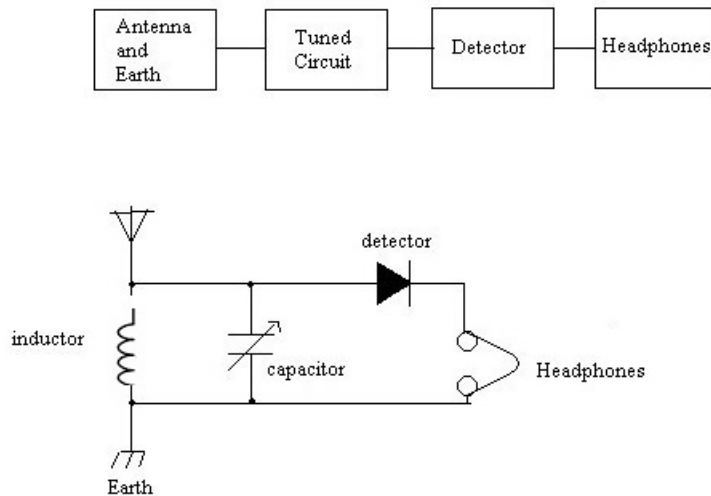 Antenna
and
Earth
Tuned
Circuit
Detector
Headphones
detector
inductor
capacitor
Headphones
Earth